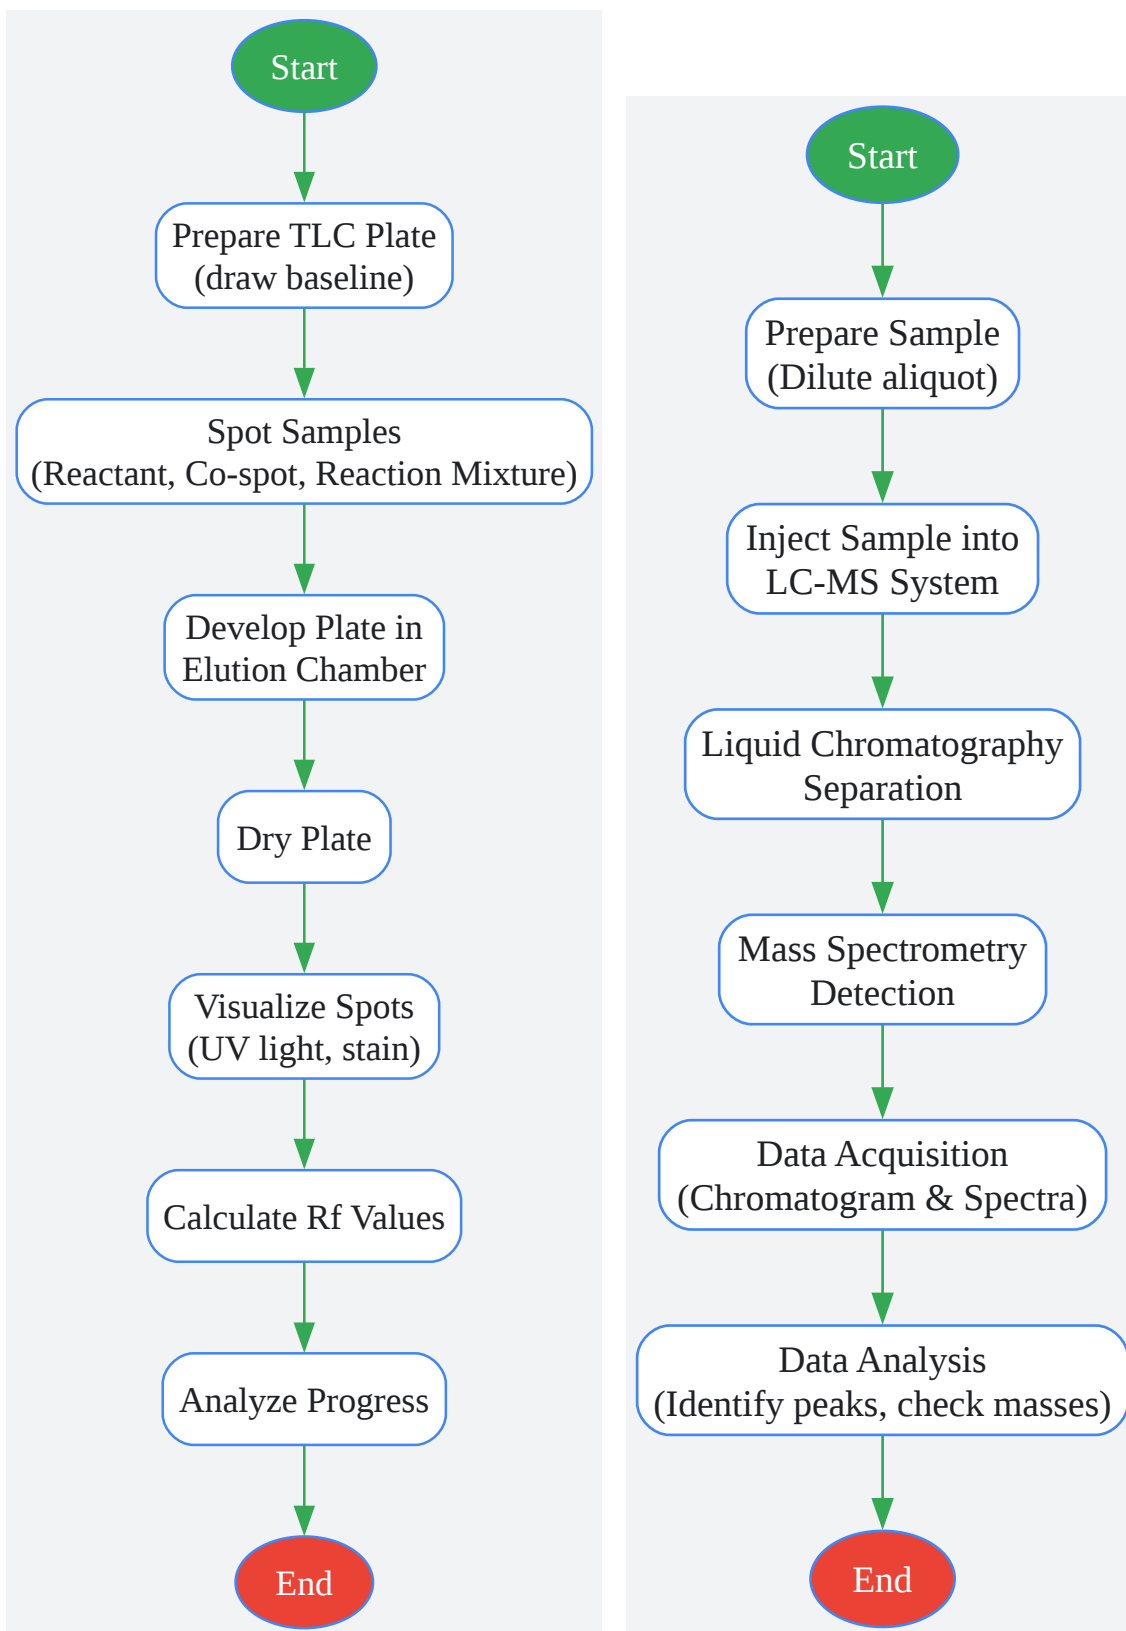 Start
Prepare TLC Plate
(draw baseline)
Spot Samples
(Reactant, Co-spot, Reaction Mixture)
Develop Plate in
Elution Chamber
Dry Plate
Visualize Spots
(UV light, stain)
Calculate Rf Values
Analyze Progress
End
Start
Prepare Sample
(Dilute aliquot)
Inject Sample into
LC-MS System
Liquid Chromatography
Separation
Mass Spectrometry
Detection
Data Acquisition
(Chromatogram & Spectra)
Data Analysis
(Identify peaks, check masses)
End